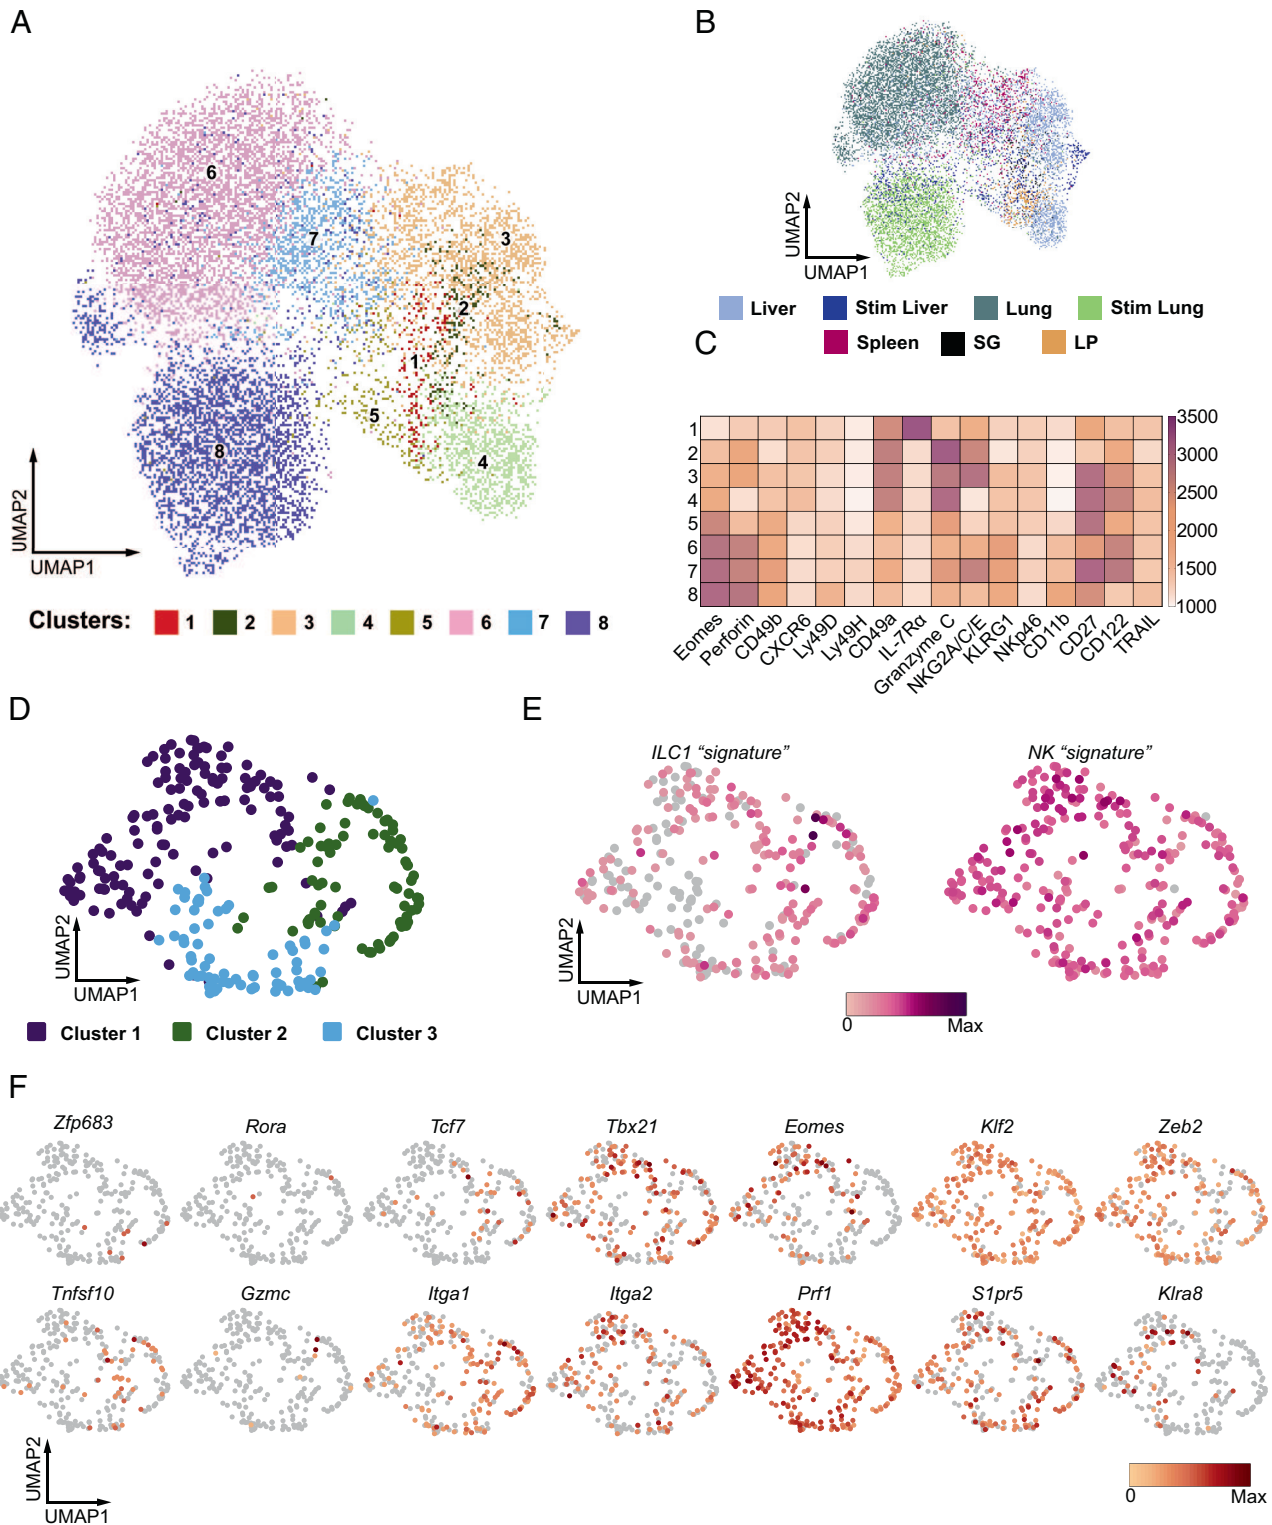 A
6
7
3
2
1
5
4
8
UMAP2
UMAP1
Clusters: 1 2 3 4 5 6 7 8
B
UMAP2
UMAP1
Liver Stim Liver Lung Stim Lung
Spleen SG LP
C
1
2
3
4
5
6
7
8
3500
3000
2500
2000
1500
1000
Eomes Perforin CD49b CXCR6 Ly49D Ly49H CD49a IL-7Rα Granzyme C NKG2A/C/E KLRG1 NKp46 CD11b CD27 CD122 TRAIL
D
UMAP2
UMAP1
Cluster 1 Cluster 2 Cluster 3
E
ILC1 “signature” NK “signature”
UMAP2
UMAP1
0 Max
F
Zfp683 Rora Tcf7 Tbx21 Eomes Klf2 Zeb2
Tnfsf10 Gzmc Itga1 Itga2 Prf1 S1pr5 Klra8
UMAP2
UMAP1
0 Max